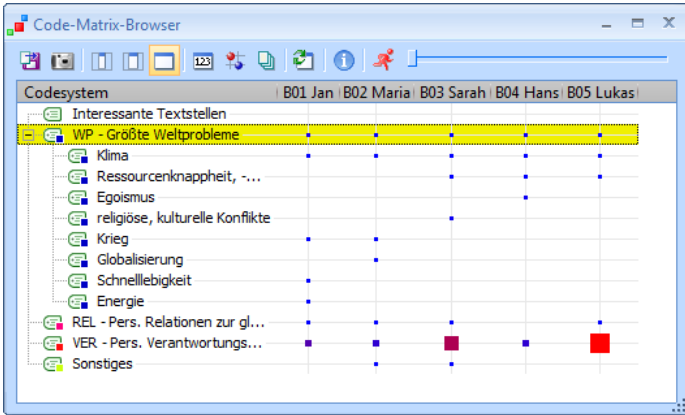 Code-Matrix-Browser
123
Codesystem B01 Jan B02 Maria B03 Sarah B04 Hans B05 Lukas
Interessante Textstellen
WP - Größte Weltprobleme
Klima
Ressourcenknappheit, -...
Egoismus
religiöse, kulturelle Konflikte
Krieg
Globalisierung
Schnelllebigkeit
Energie
REL - Pers. Relationen zur gl...
VER - Pers. Verantwortungs...
Sonstiges